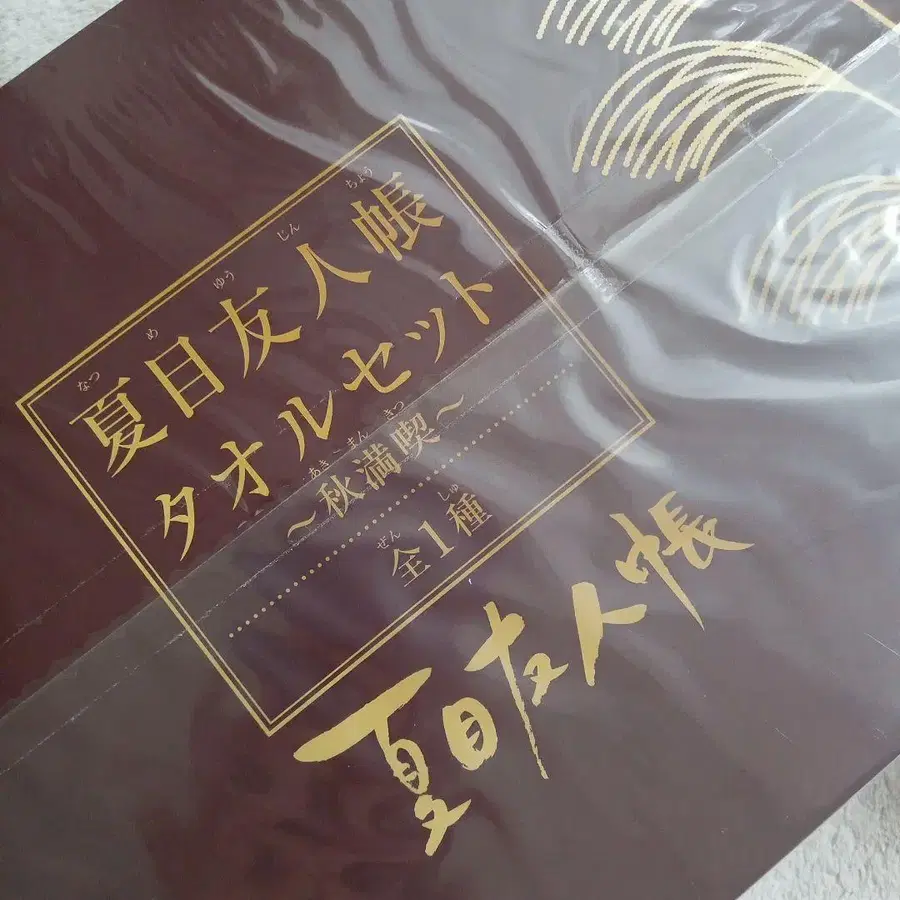 なつ め ゆう じん ちょう
夏目友人帳
タオルセット
あき まん きつ
～秋満喫～
ぜん しゅ
全1種
夏目友人帳